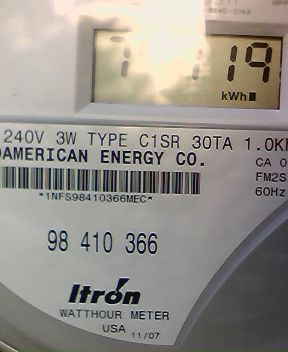 kWh
240V 3W TYPE C1SR 30TA 1.0K
AMERICAN ENERGY CO.
CA 0
FM2S
*1NFS98410366MEC*
60Hz
98 410 366
Itron
WATTHOUR METER
USA 11/07